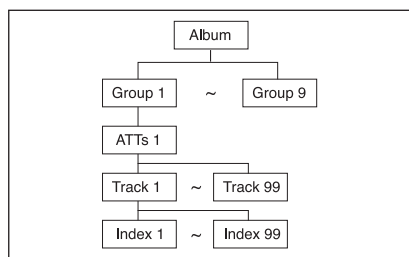 Album
Group 1 ~ Group 9
ATTs 1
Track 1 ~ Track 99
Index 1 ~ Index 99